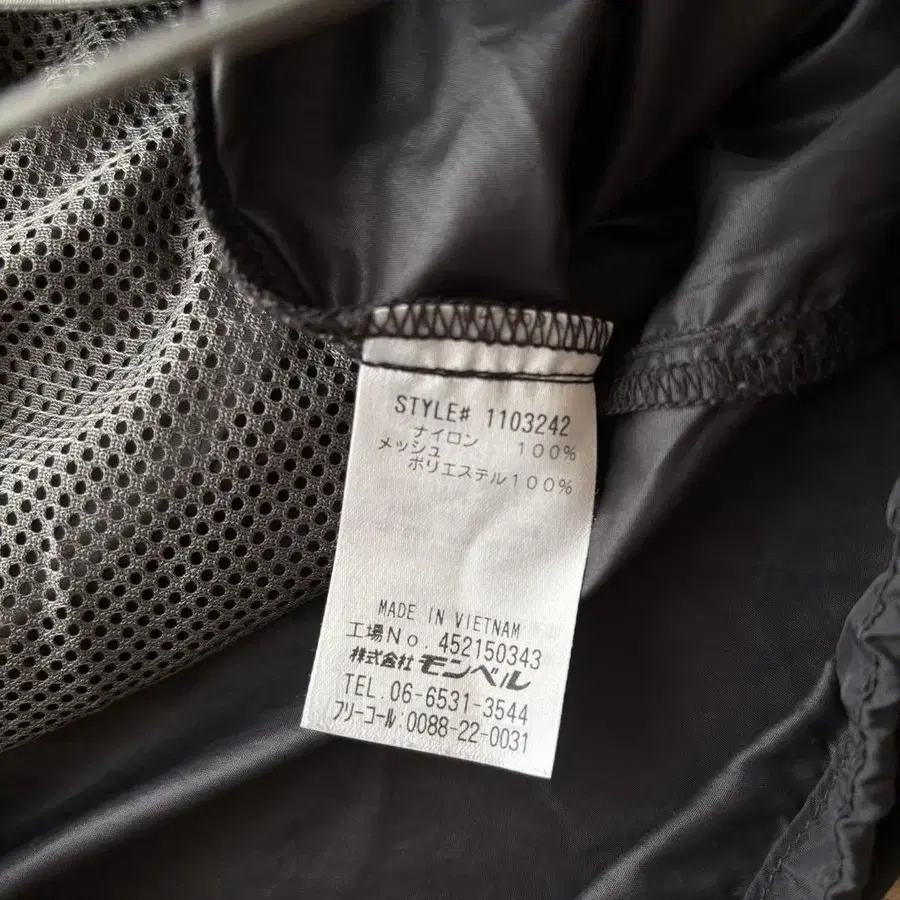 STYLE# 1103242
ナイロン 100%
メッシュ
ポリエステル100%
MADE IN VIETNAM
工場No. 452150343
株式会社 モンベル
TEL.06-6531-3544
フリーコール:0088-22-0031